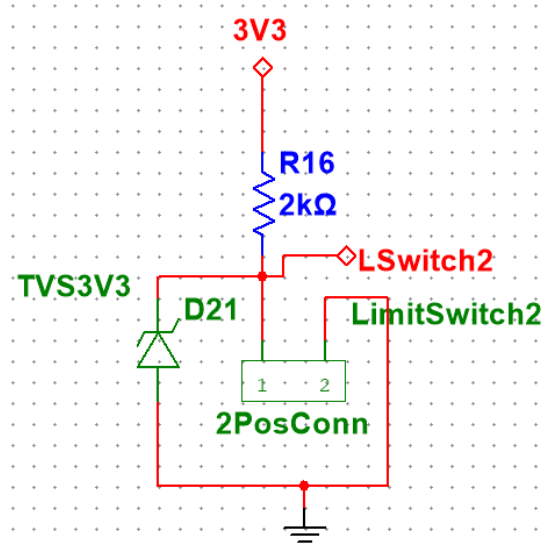 3V3
R16
2kΩ
LSwitch2
TVS3V3
D21
LimitSwitch2
1 2
2PosConn